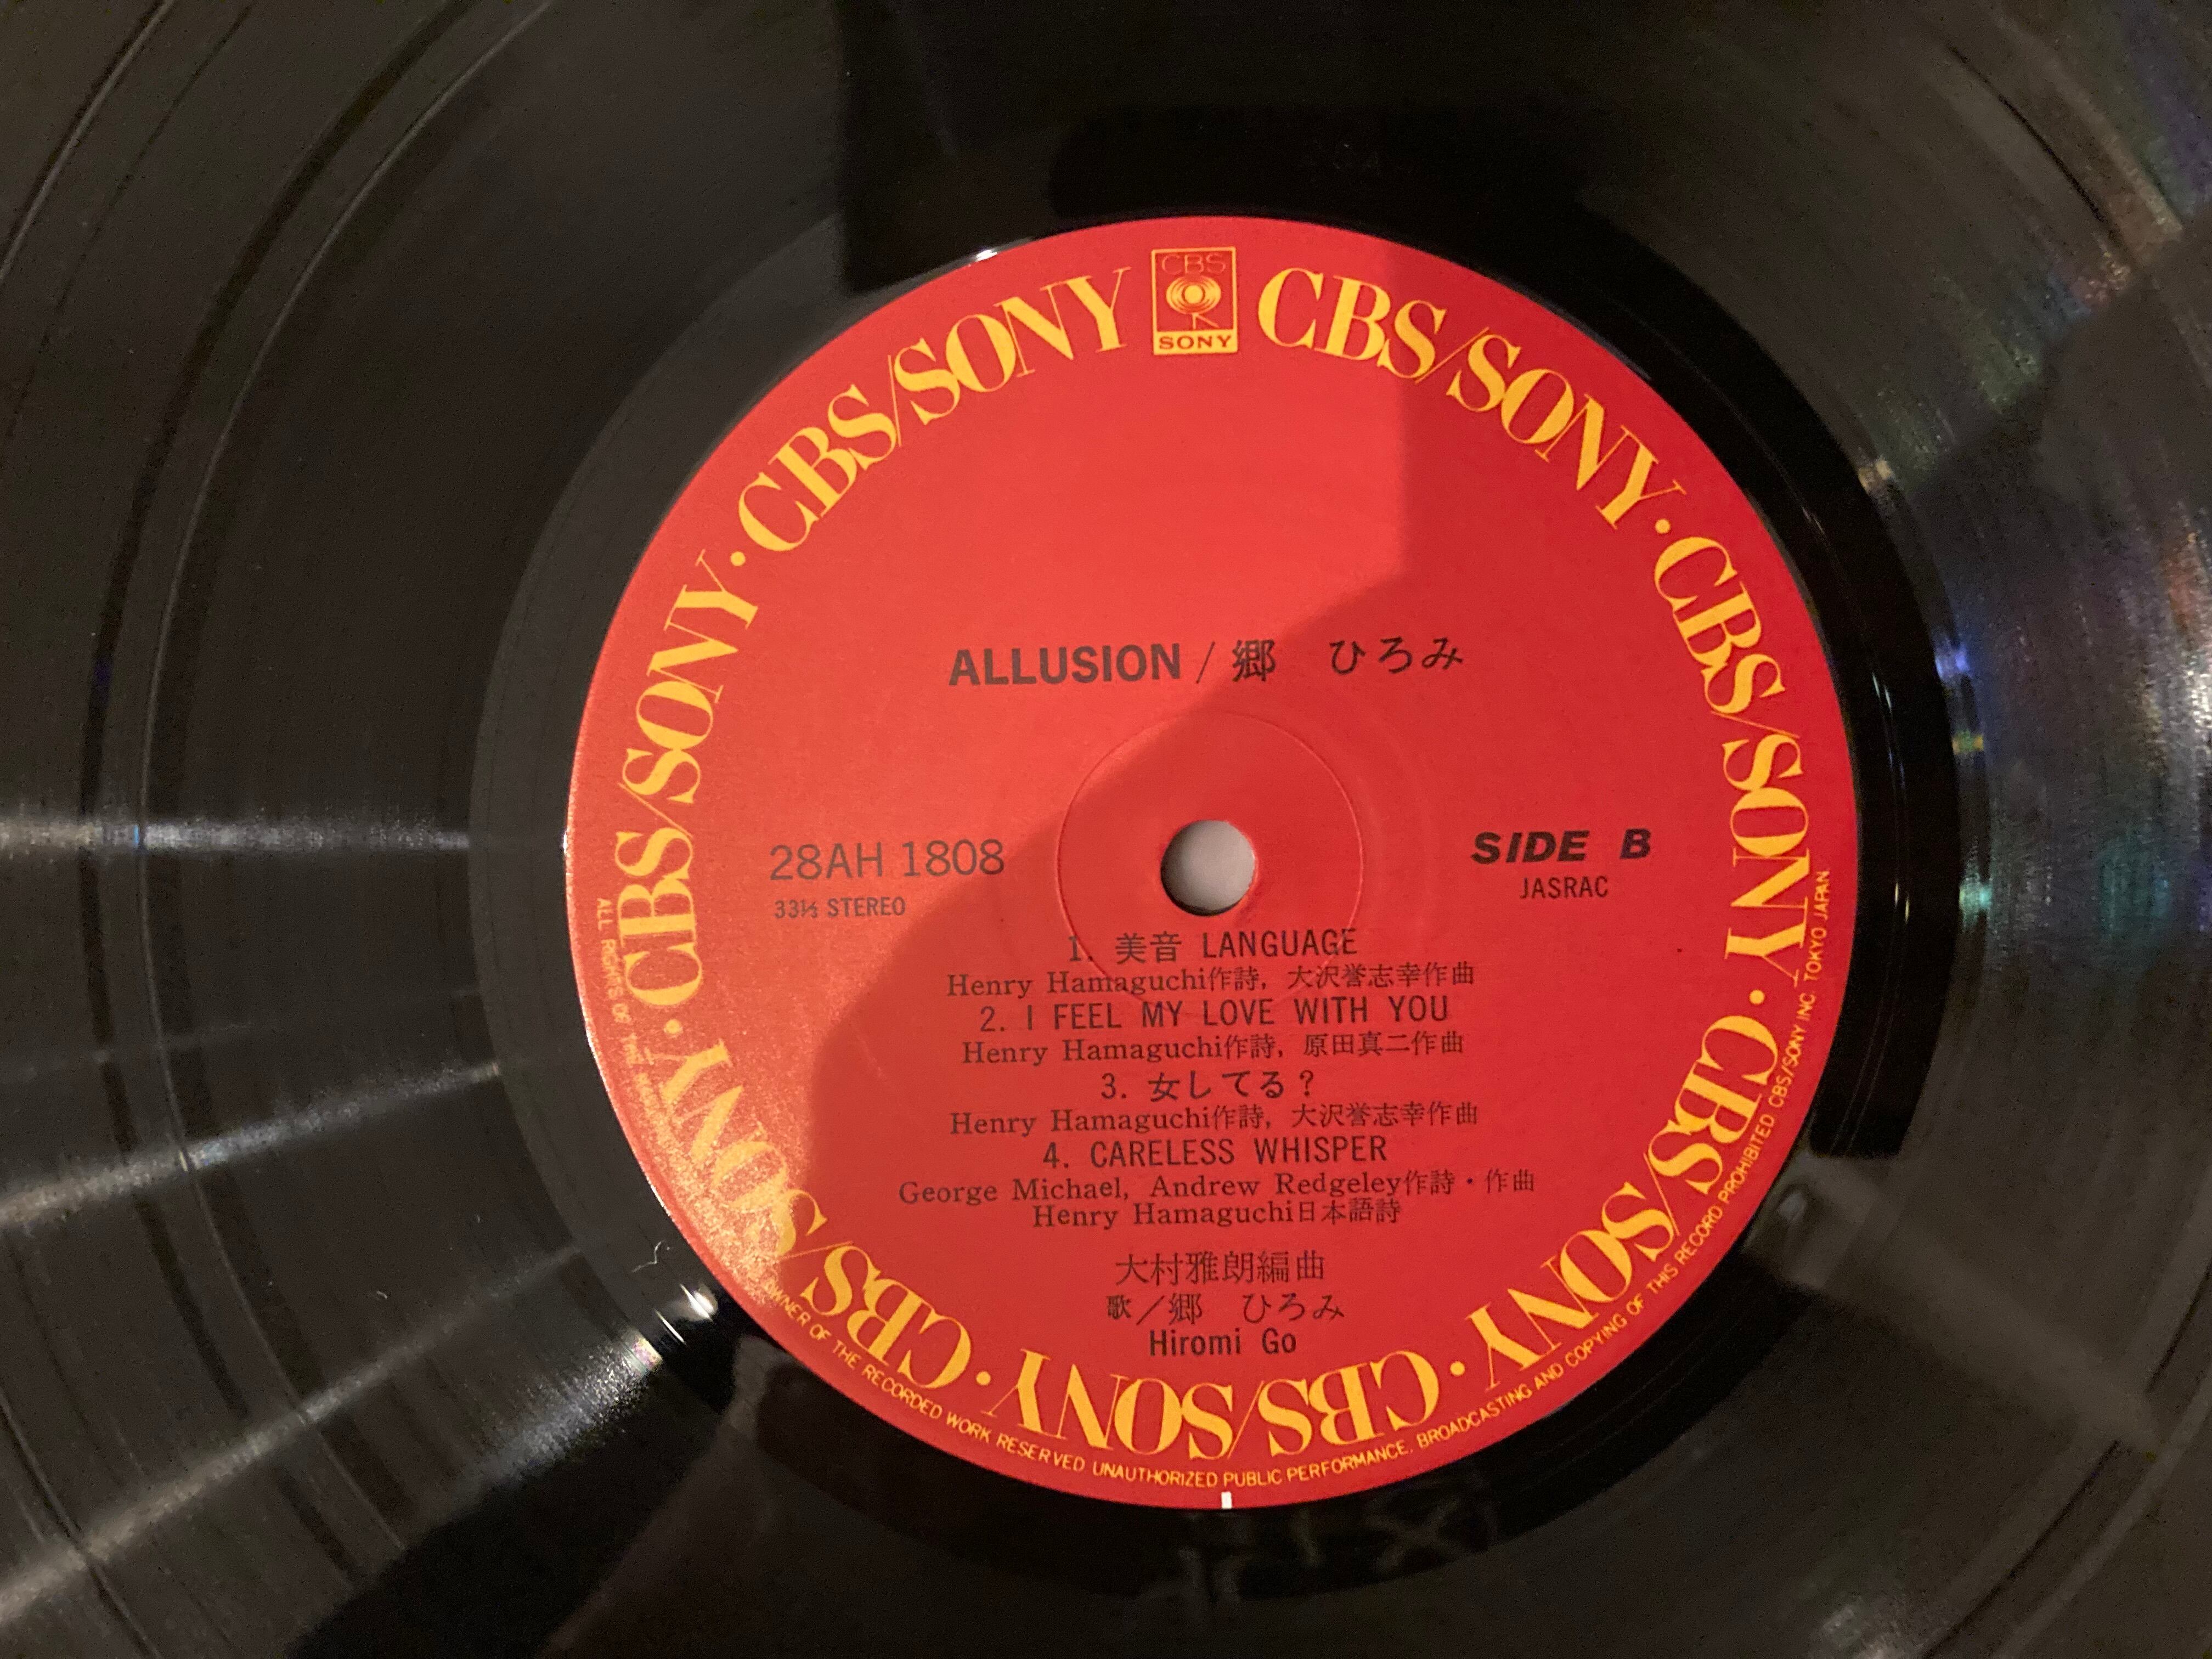 CBS
SONY
CBS/SONY · CBS/SONY · CBS/SONY · CBS/SONY · CBS/SONY · CBS/SONY · CBS/SONY · CBS/SONY
ALLUSION / 郷 ひろみ
28AH 1808
33⅓ STEREO
SIDE B
JASRAC
1. 美音 LANGUAGE
Henry Hamaguchi作詩, 大沢誉志幸作曲
2. I FEEL MY LOVE WITH YOU
Henry Hamaguchi作詩, 原田真二作曲
3. 女してる?
Henry Hamaguchi作詩, 大沢誉志幸作曲
4. CARELESS WHISPER
George Michael, Andrew Redgeley作詩・作曲
Henry Hamaguchi日本語詩
大村雅朗編曲
歌/郷 ひろみ
Hiromi Go
ALL RIGHTS OF THE OWNER OF THE RECORDED WORK RESERVED UNAUTHORIZED PUBLIC PERFORMANCE. BROADCASTING AND COPYING OF THIS RECORD PROHIBITED CBS/SONY INC. TOKYO JAPAN